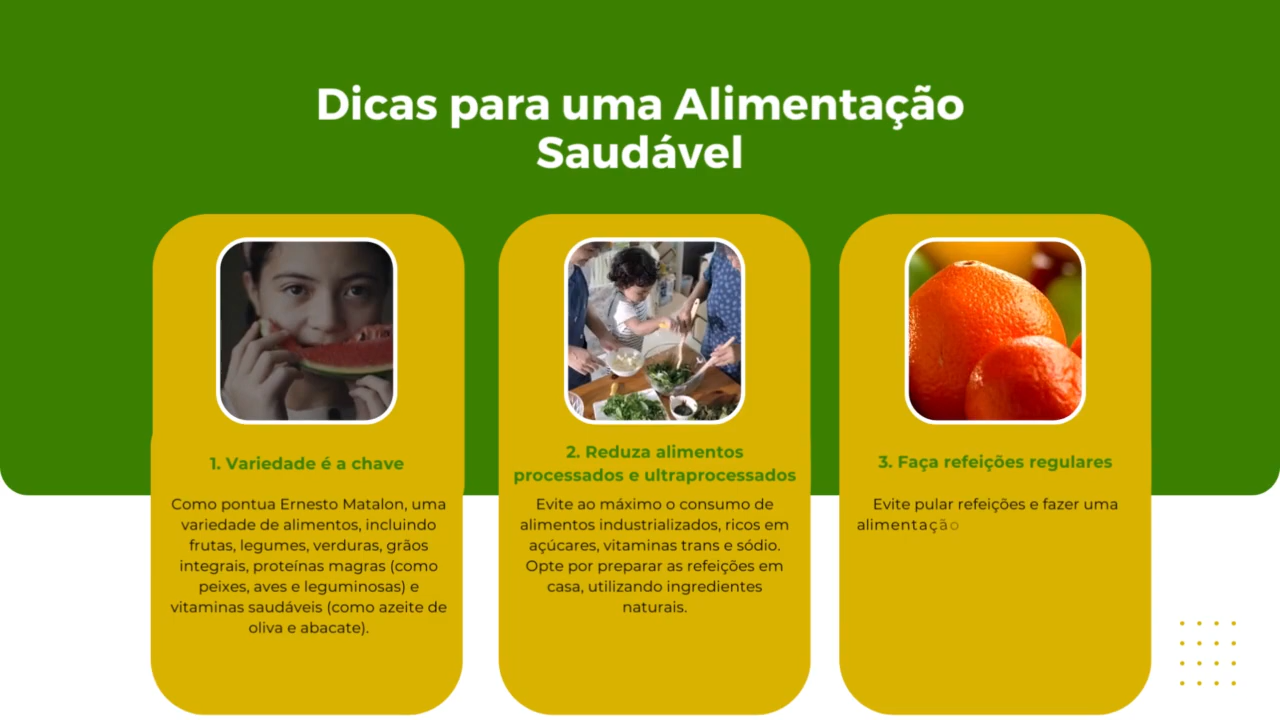 Dicas para uma Alimentação
Saudável
1. Variedade é a chave
Como pontua Ernesto Matalon, uma
variedade de alimentos, incluindo
frutas, legumes, verduras, grãos
integrais, proteínas magras (como
peixes, aves e leguminosas) e
vitaminas saudáveis (como azeite de
oliva e abacate).
2. Reduza alimentos
processados e ultraprocessados
Evite ao máximo o consumo de
alimentos industrializados, ricos em
açúcares, vitaminas trans e sódio.
Opte por preparar as refeições em
casa, utilizando ingredientes
naturais.
3. Faça refeições regulares
Evite pular refeições e fazer uma
alimentação